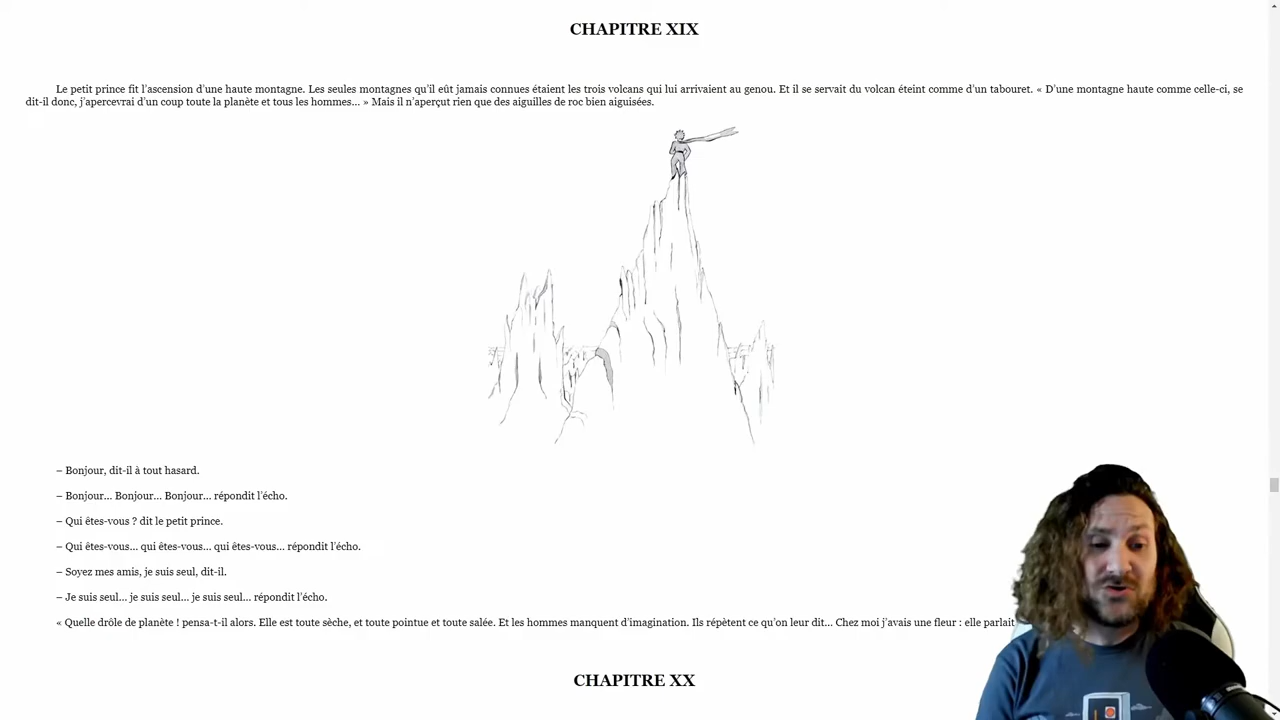 CHAPITRE XIX
Le petit prince fit l’ascension d’une haute montagne. Les seules montagnes qu’il eût jamais connues étaient les trois volcans qui lui arrivaient au genou. Et il se servait du volcan éteint comme d’un tabouret. « D’une montagne haute comme celle-ci, se
dit-il donc, j’apercevrai d’un coup toute la planète et tous les hommes… » Mais il n’aperçut rien que des aiguilles de roc bien aiguisées.
– Bonjour, dit-il à tout hasard.
– Bonjour… Bonjour… Bonjour… répondit l’écho.
– Qui êtes-vous ? dit le petit prince.
– Qui êtes-vous… qui êtes-vous… qui êtes-vous… répondit l’écho.
– Soyez mes amis, je suis seul, dit-il.
– Je suis seul… je suis seul… je suis seul… répondit l’écho.
« Quelle drôle de planète ! pensa-t-il alors. Elle est toute sèche, et toute pointue et toute salée. Et les hommes manquent d’imagination. Ils répètent ce qu’on leur dit… Chez moi j’avais une fleur : elle parlait
CHAPITRE XX